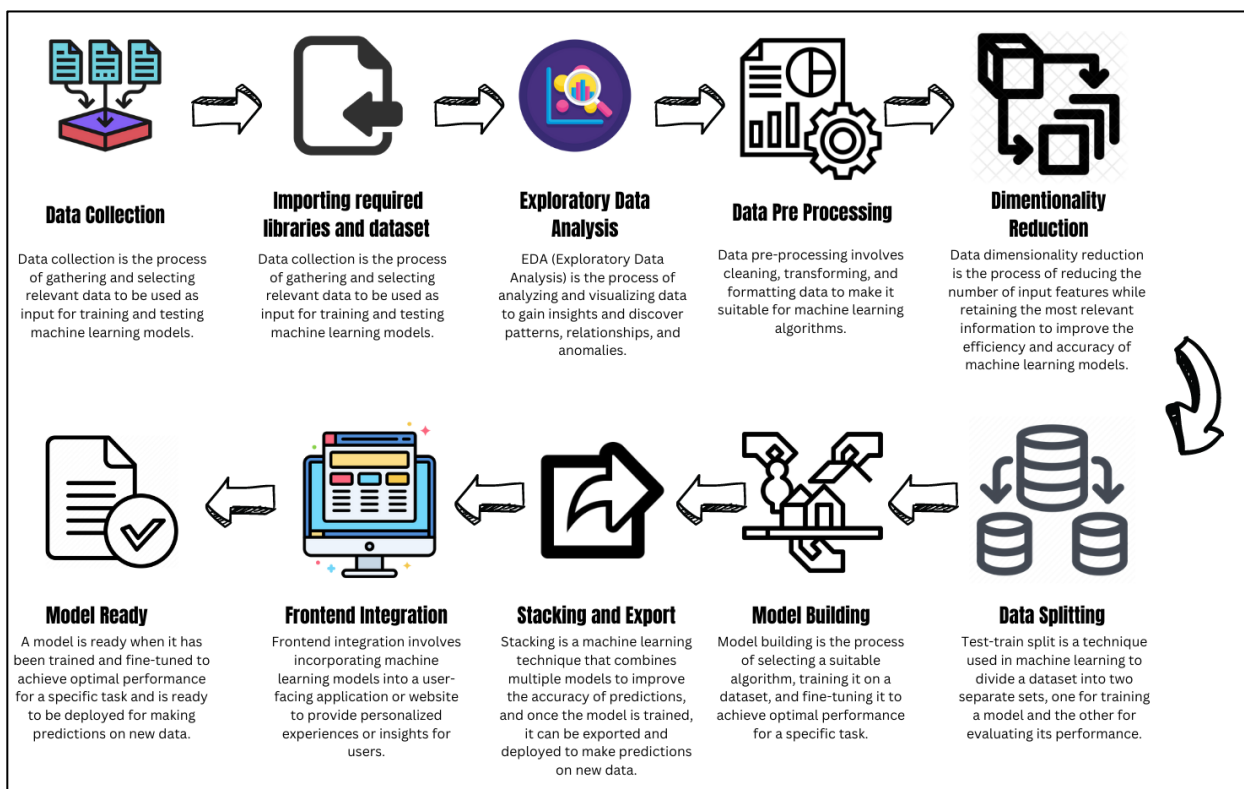 Data Collection
Data collection is the process
of gathering and selecting
relevant data to be used as
input for training and testing
machine learning models.
Importing required
libraries and dataset
Data collection is the process
of gathering and selecting
relevant data to be used as
input for training and testing
machine learning models.
Exploratory Data
Analysis
EDA (Exploratory Data
Analysis) is the process of
analyzing and visualizing data
to gain insights and discover
patterns, relationships, and
anomalies.
Data Pre Processing
Data pre-processing involves
cleaning, transforming, and
formatting data to make it
suitable for machine learning
algorithms.
Dimentionality
Reduction
Data dimensionality reduction
is the process of reducing the
number of input features while
retaining the most relevant
information to improve the
efficiency and accuracy of
machine learning models.
Data Splitting
Test-train split is a technique
used in machine learning to
divide a dataset into two
separate sets, one for training
a model and the other for
evaluating its performance.
Model Building
Model building is the process
of selecting a suitable
algorithm, training it on a
dataset, and fine-tuning it to
achieve optimal performance
for a specific task.
Stacking and Export
Stacking is a machine learning
technique that combines
multiple models to improve
the accuracy of predictions,
and once the model is trained,
it can be exported and
deployed to make predictions
on new data.
Frontend Integration
Frontend integration involves
incorporating machine
learning models into a user-
facing application or website
to provide personalized
experiences or insights for
users.
Model Ready
A model is ready when it has
been trained and fine-tuned to
achieve optimal performance
for a specific task and is ready
to be deployed for making
predictions on new data.